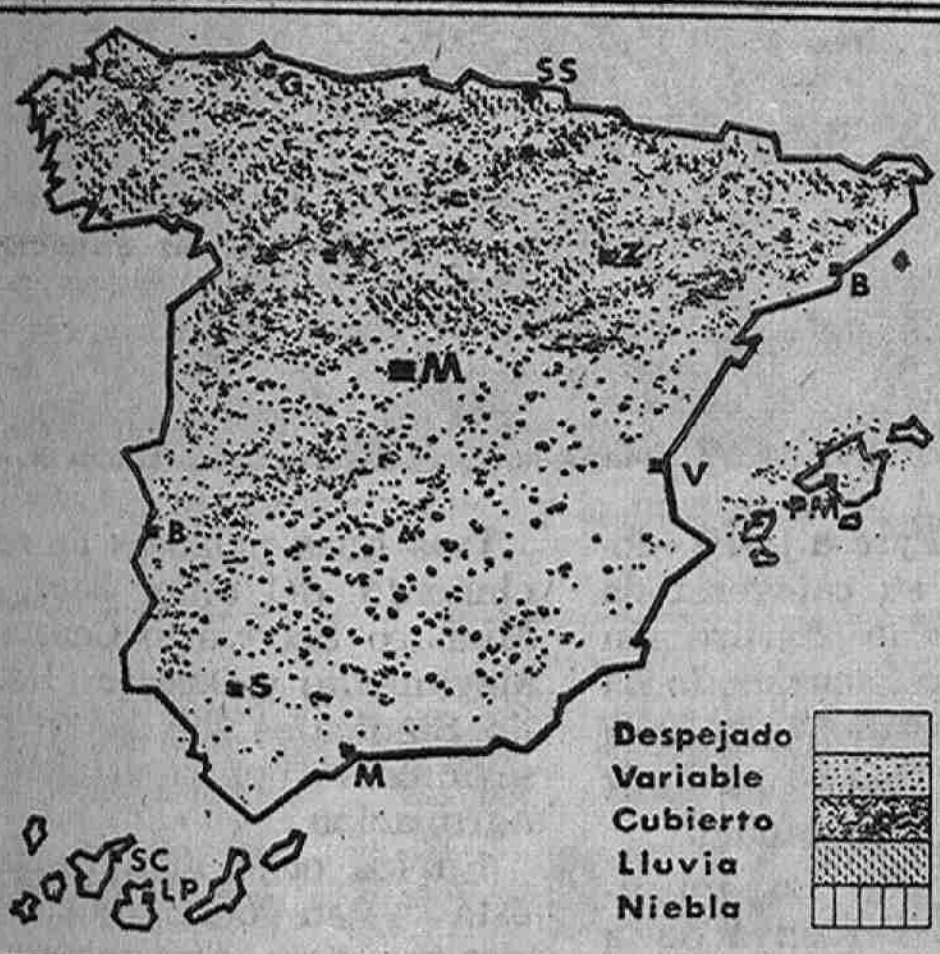 SS
G
Z
B
M
V
PM
B
S
M
SC
LP
Despejado
Variable
Cubierto
Lluvia
Niebla